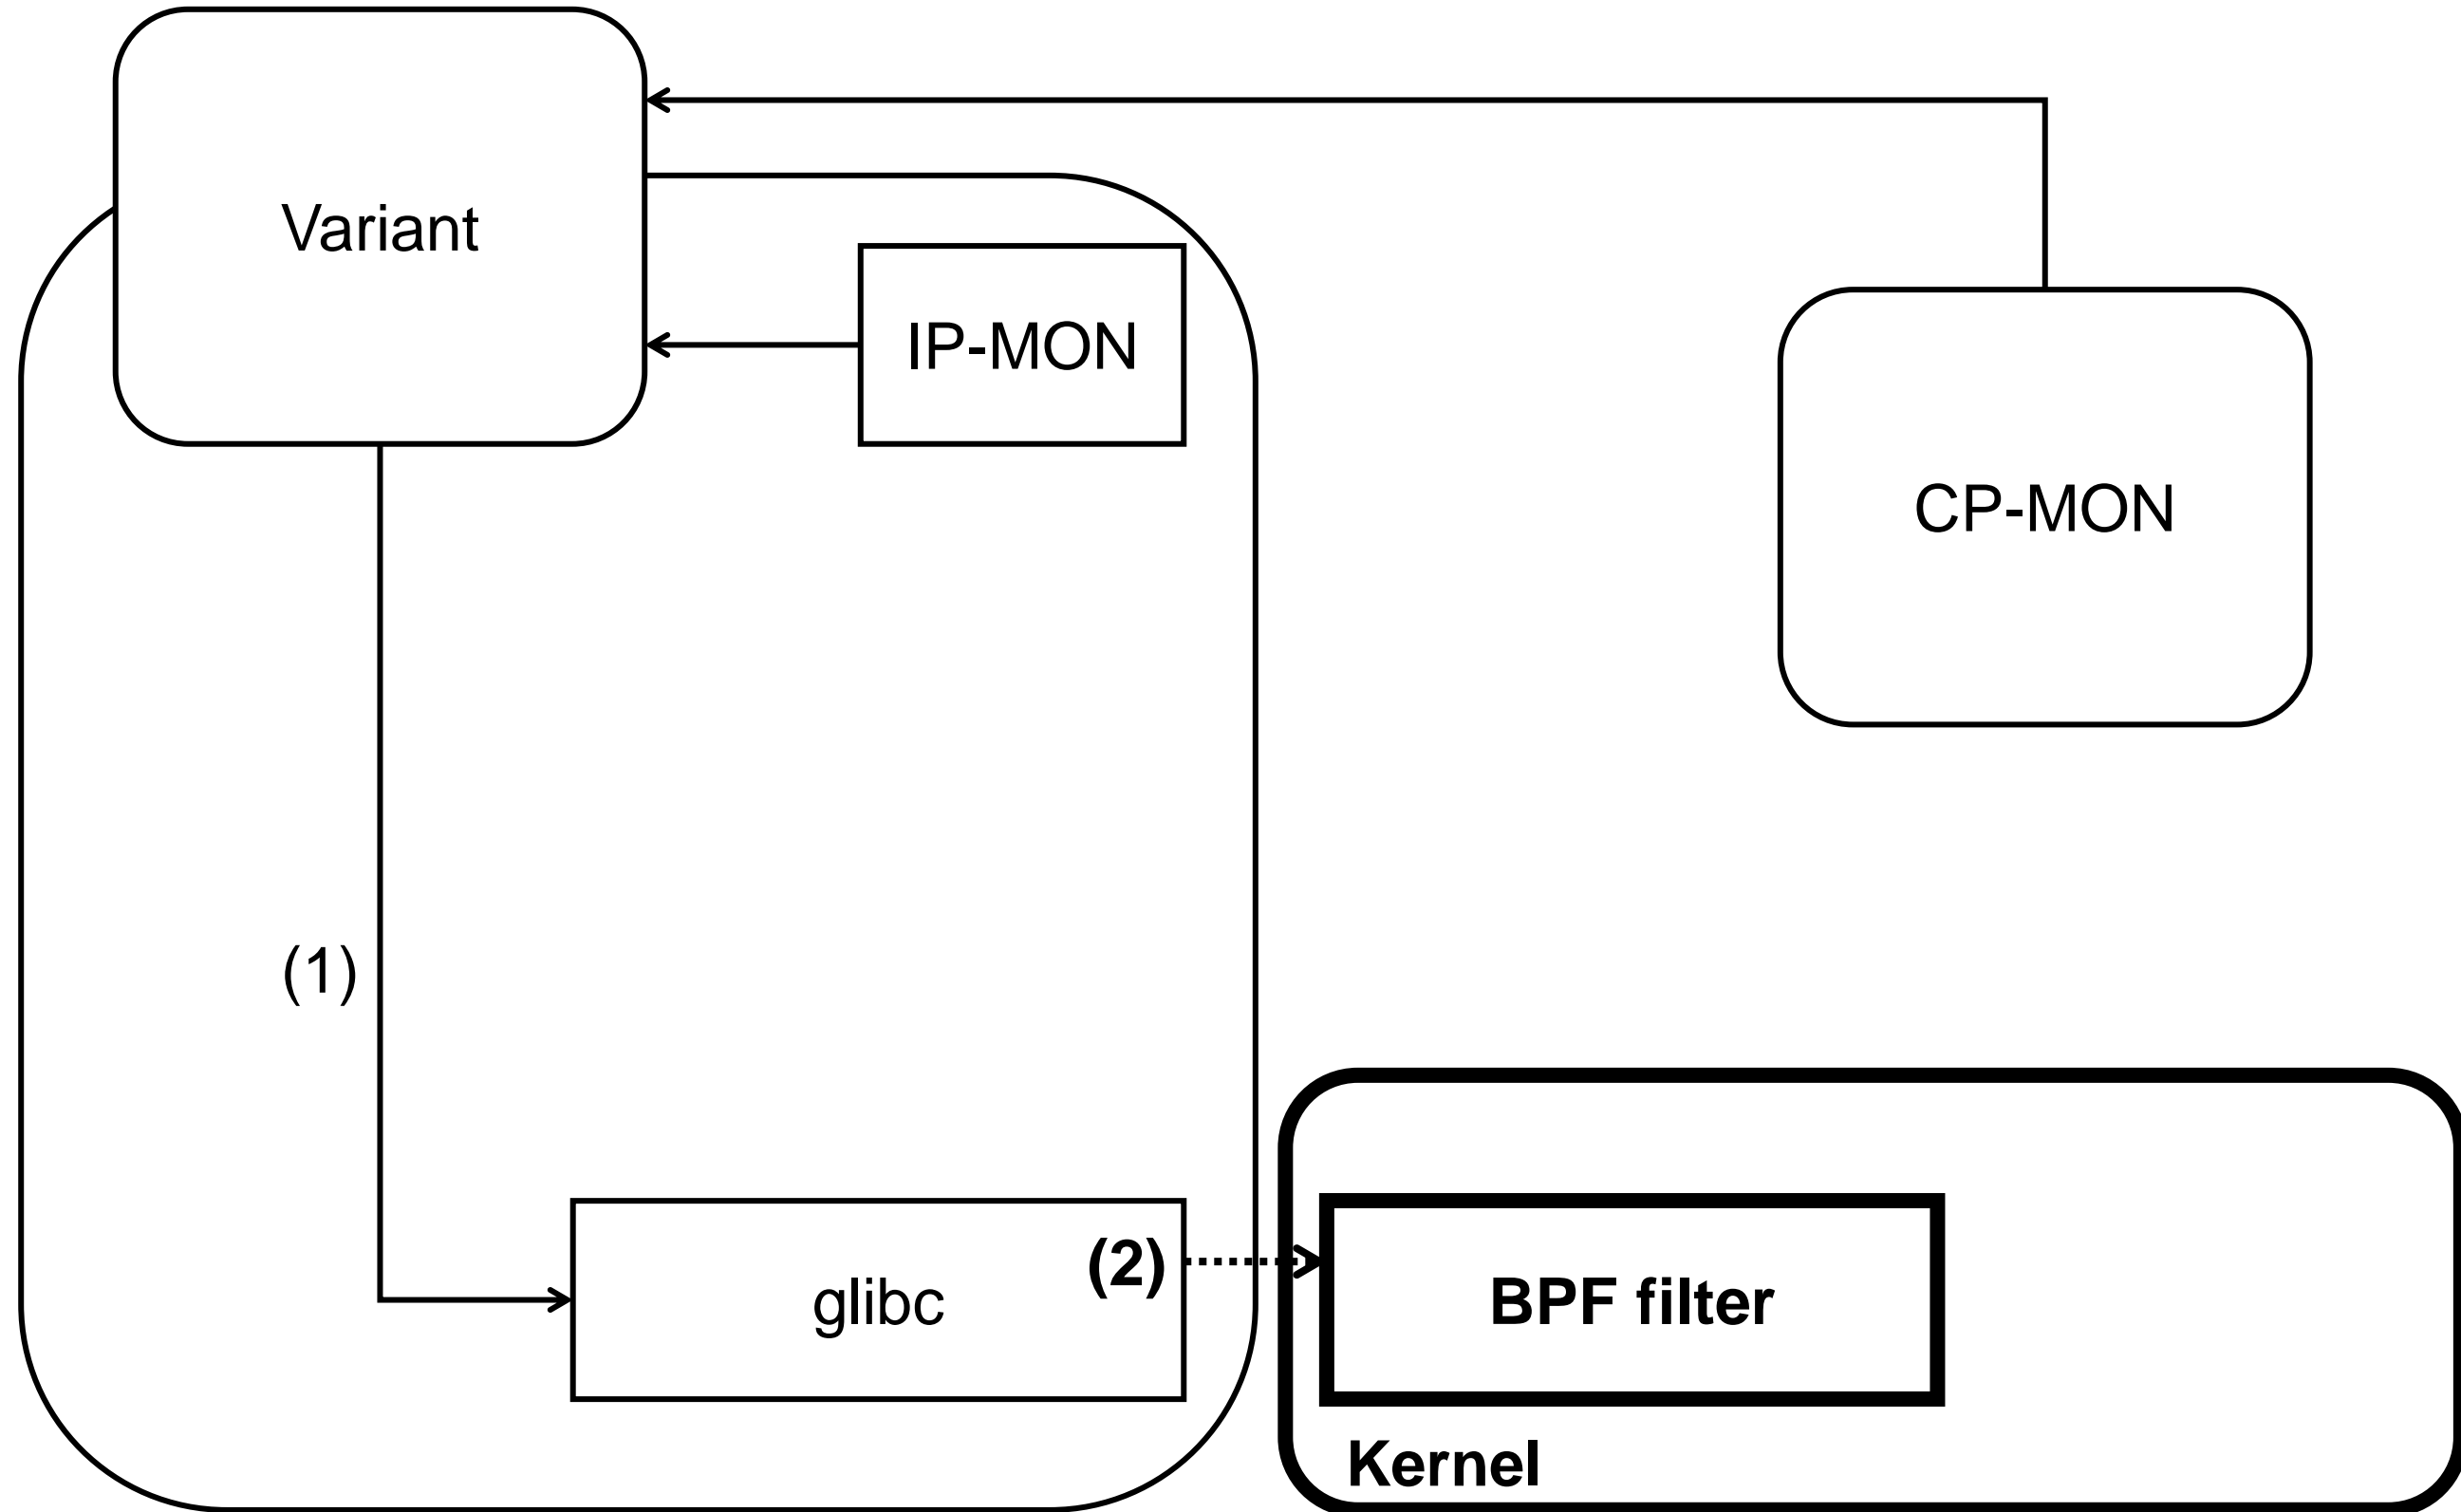 Variant
IP-MON
CP-MON
(1)
(2)
glibc
BPF filter
Kernel